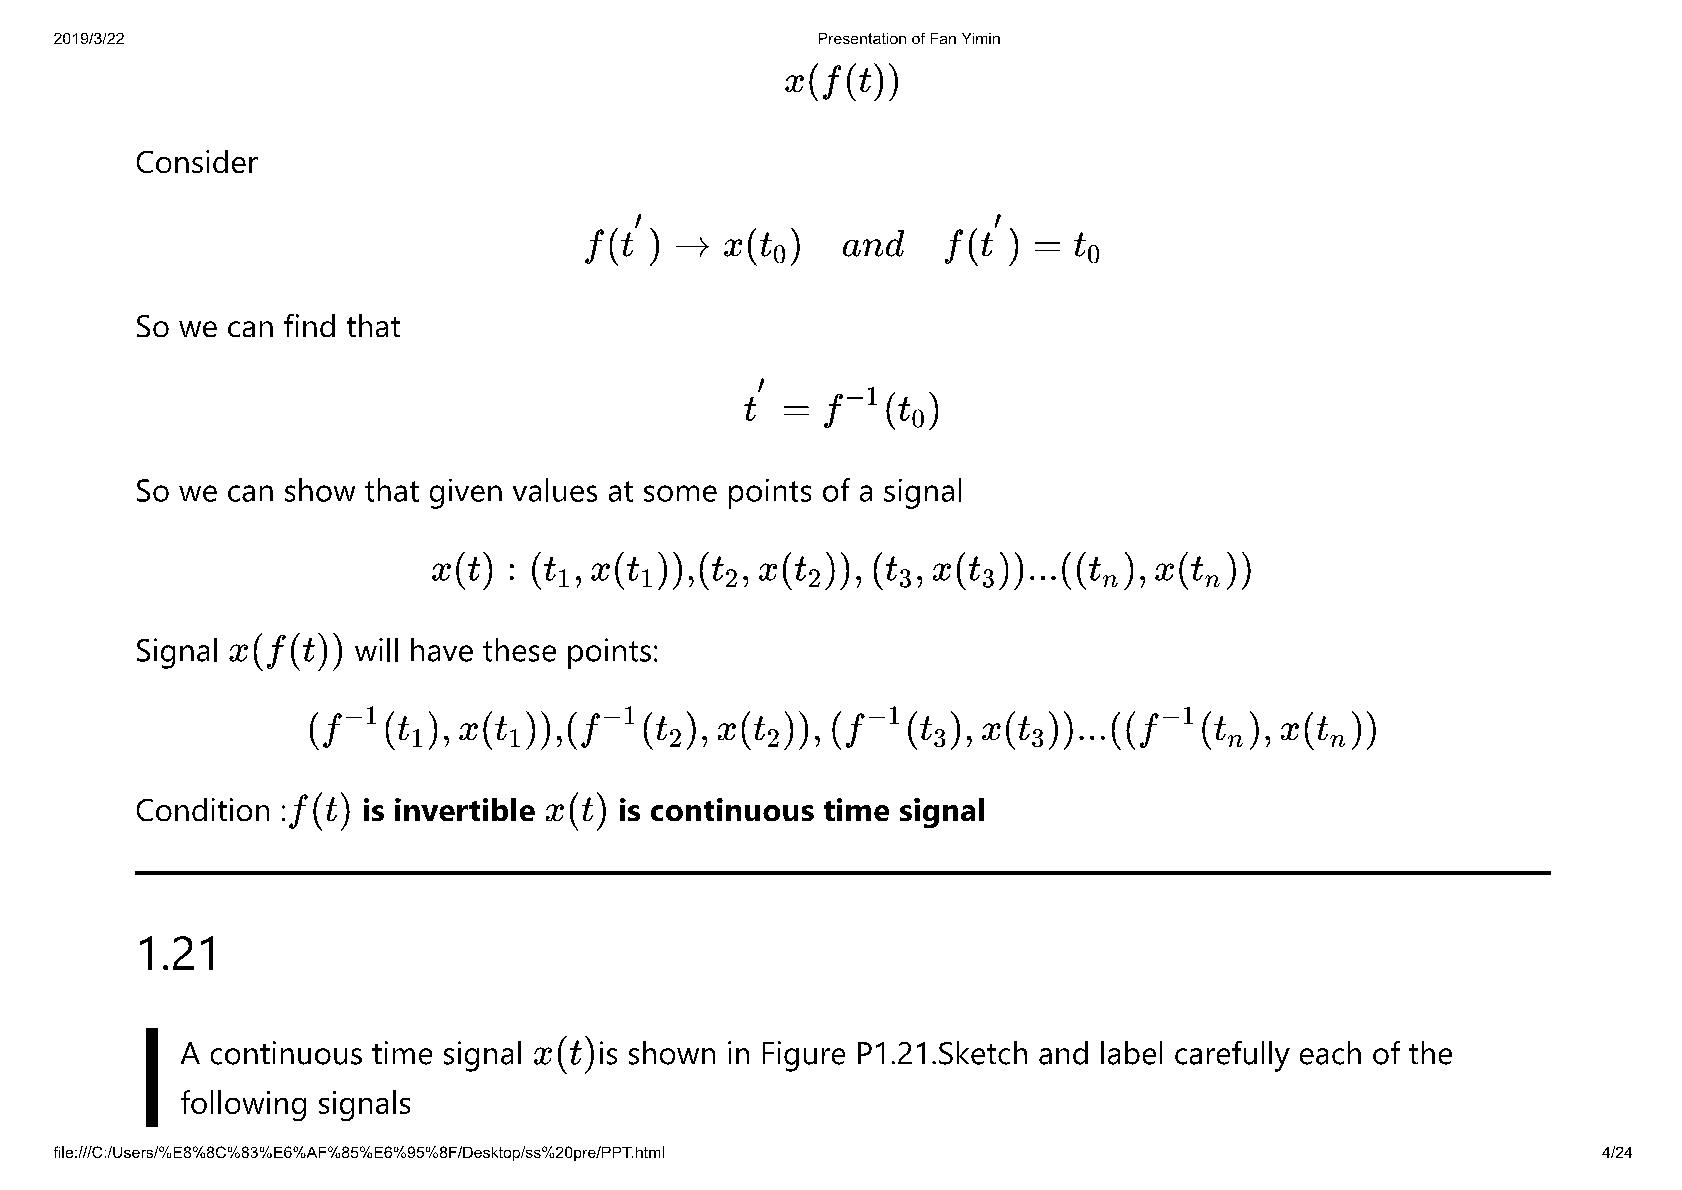 2019/3/22 Presentation of Fan Yimin
x(f(t))
Consider
f(t′) → x(t₀) and f(t′) = t₀
So we can find that
t′ = f⁻¹(t₀)
So we can show that given values at some points of a signal
x(t) : (t₁, x(t₁)),(t₂, x(t₂)), (t₃, x(t₃))...((tₙ), x(tₙ))
Signal x(f(t)) will have these points:
(f⁻¹(t₁), x(t₁)),(f⁻¹(t₂), x(t₂)), (f⁻¹(t₃), x(t₃))...((f⁻¹(tₙ), x(tₙ))
Condition :f(t) is invertible x(t) is continuous time signal
1.21
A continuous time signal x(t)is shown in Figure P1.21.Sketch and label carefully each of the
following signals
file:///C:/Users/%E8%8C%83%E6%AF%85%E6%95%8F/Desktop/ss%20pre/PPT.html 4/24